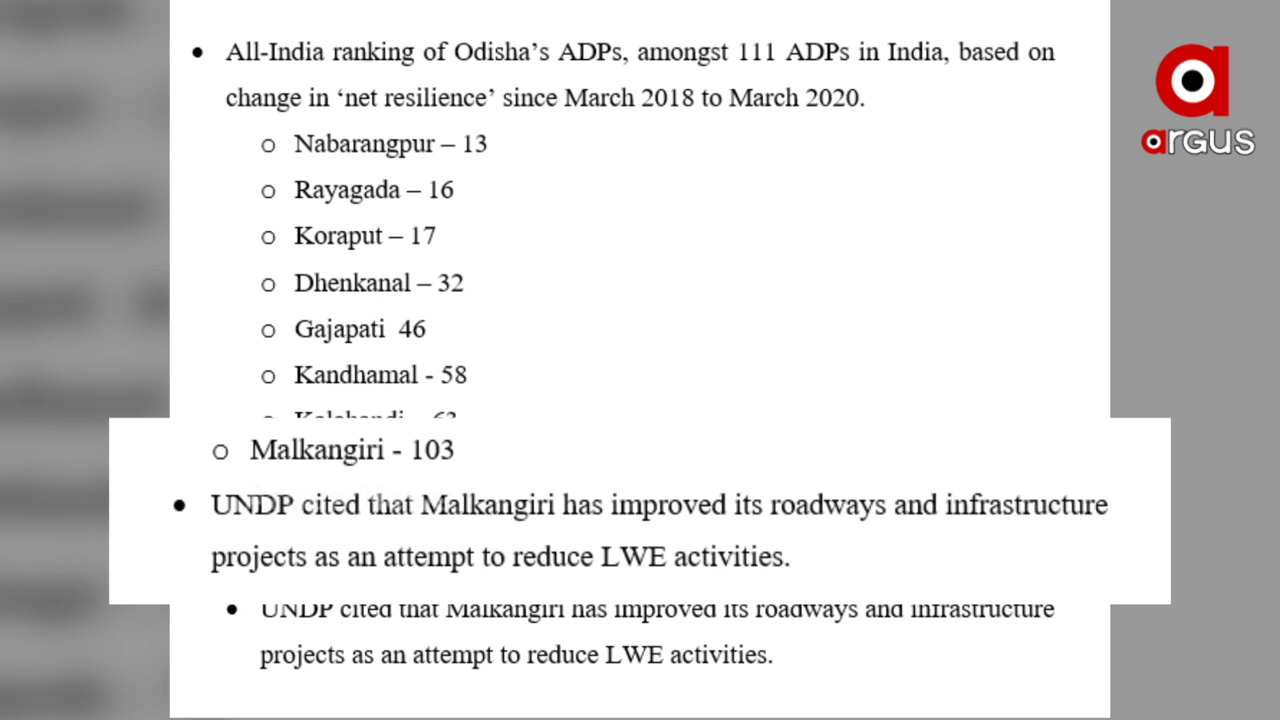 • All-India ranking of Odisha’s ADPs, amongst 111 ADPs in India, based on
change in ‘net resilience’ since March 2018 to March 2020.
o Nabarangpur – 13
o Rayagada – 16
o Koraput – 17
o Dhenkanal – 32
o Gajapati 46
o Kandhamal - 58
o Malkangiri - 103
• UNDP cited that Malkangiri has improved its roadways and infrastructure
projects as an attempt to reduce LWE activities.
• UNDP cited that Malkangiri has improved its roadways and infrastructure
projects as an attempt to reduce LWE activities.
argus